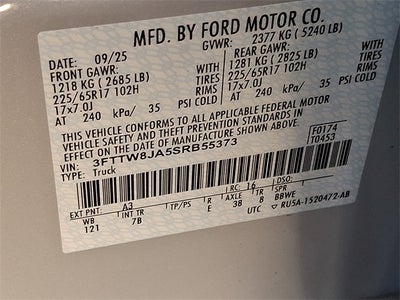 MFD. BY FORD MOTOR CO.
DATE: 09/25 GVWR: 2377 KG ( 5240 LB)
FRONT GAWR: REAR GAWR:
1218 KG ( 2685 LB) WITH 1281 KG ( 2825 LB) WITH
225/65R17 102H TIRES 225/65R17 102H TIRES
17x7.0J RIMS 17x7.0J RIMS
AT 240 kPa/ 35 PSI COLD AT 240 kPa/ 35 PSI COLD
THIS VEHICLE CONFORMS TO ALL APPLICABLE FEDERAL MOTOR
VEHICLE SAFETY STANDARDS IN EFFECT ON THE DATE OF
MANUFACTURE SHOWN ABOVE.
VIN: 3FTTW8JA5SRB55373 F0174
TYPE: Truck T0453
EXT PNT: A3 RC: 16 DSO:
WB INT TR TP/PS R AXLE TR SPR
121 7B E 38 8 BBWE
UTC RU5A-1520472-AB